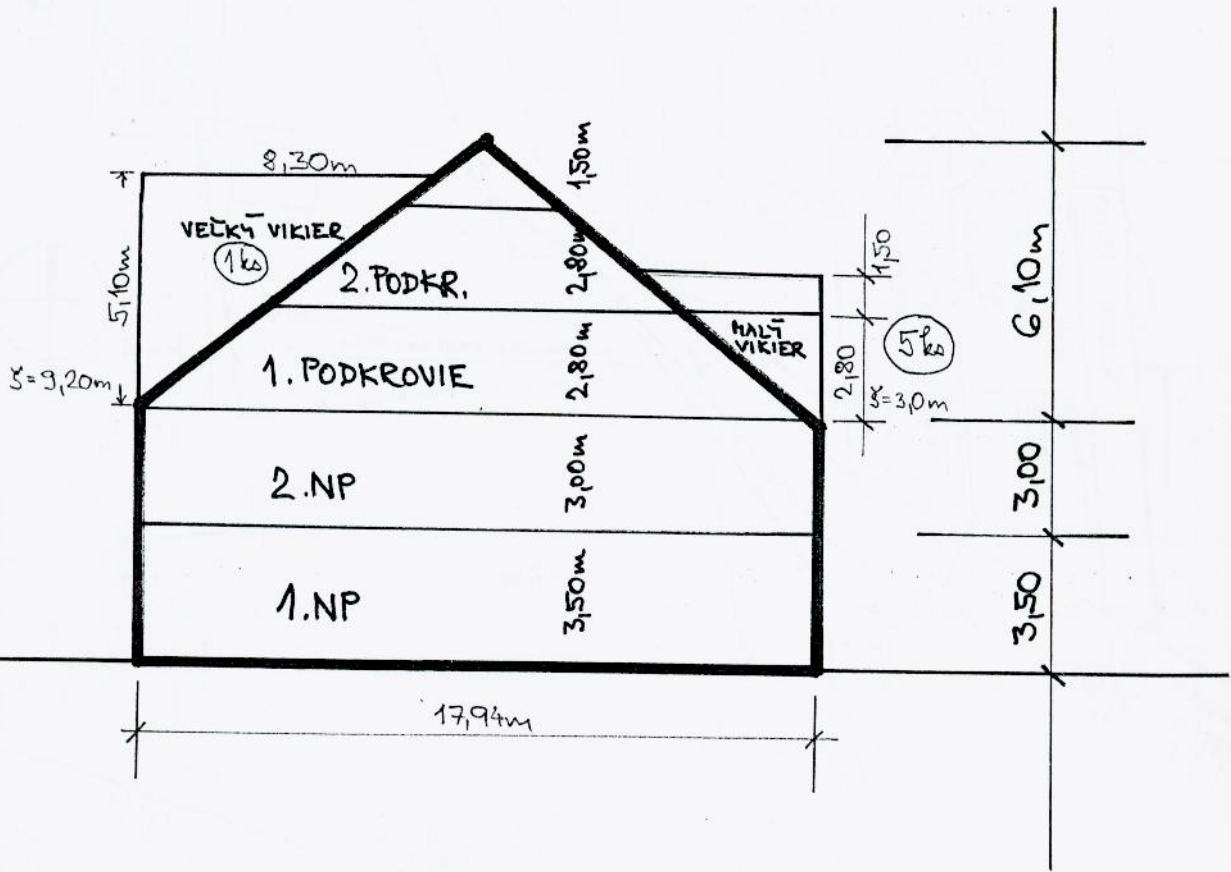 8,30m
1,50m
VEĽKÝ VIKIER
1ks
5,10m
2.PODKR.
2,80m
1,50
6,10m
MALÝ
VIKIER
5ks
š=9,20m
1. PODKROVIE
2,80m
2,80
š=3,0m
2.NP
3,00m
3,00
1.NP
3,50m
3,50
17,94m